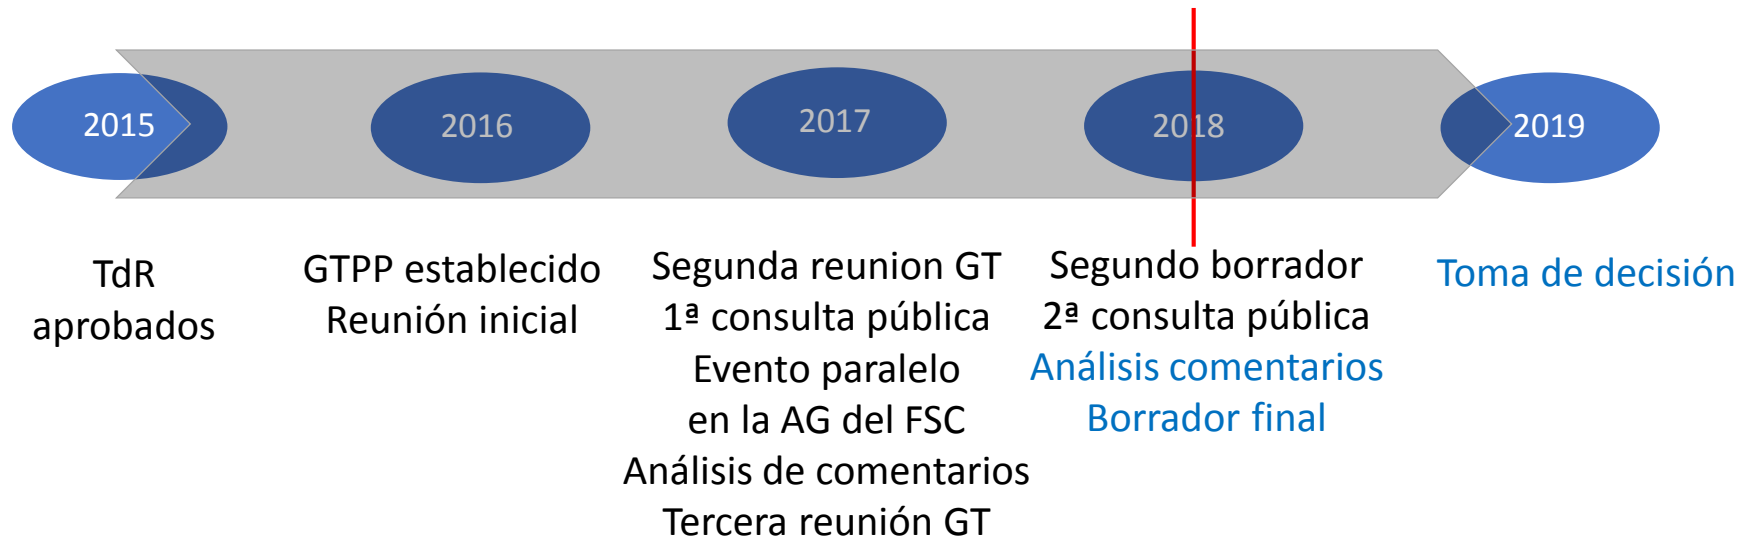 2015
2016
2017
2018
2019
TdR
aprobados
GTPP establecido
Reunión inicial
Segunda reunion GT
1ª consulta pública
Evento paralelo
en la AG del FSC
Análisis de comentarios
Tercera reunión GT
Segundo borrador
2ª consulta pública
Análisis comentarios
Borrador final
Toma de decisión